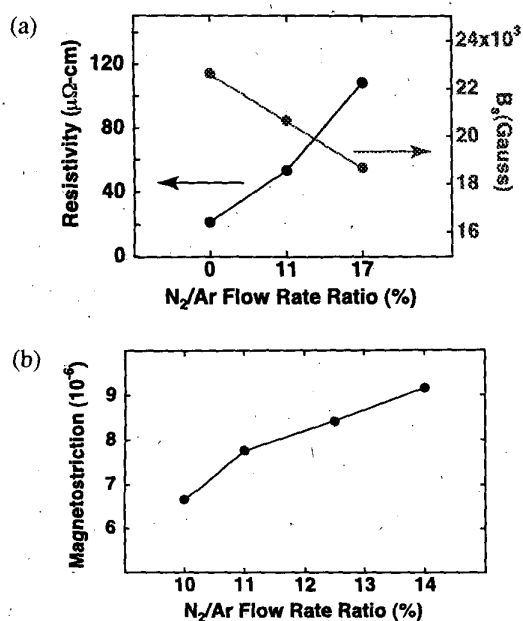 (a)
Resistivity (μΩ-cm)
120
80
40
0
24x10³
22
20
18
16
Bs(Gauss)
0 11 17
N₂/Ar Flow Rate Ratio (%)
(b)
Magnetostriction (10⁻⁶)
9
8
7
6
10 11 12 13 14
N₂/Ar Flow Rate Ratio (%)